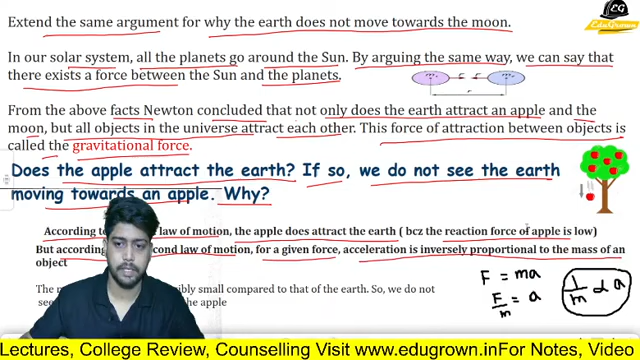 Extend the same argument for why the earth does not move towards the moon.
EG
EduGrown
In our solar system, all the planets go around the Sun. By arguing the same way, we can say that
there exists a force between the Sun and the planets.
m₁ F F m₂
r
From the above facts Newton concluded that not only does the earth attract an apple and the
moon, but all objects in the universe attract each other. This force of attraction between objects is
called the gravitational force.
Does the apple attract the earth? If so, we do not see the earth
moving towards an apple. Why?
According law of motion, the apple does attract the earth ( bcz the reaction force of apple is low)
But according second law of motion, for a given force, acceleration is inversely proportional to the mass of an
object
The small compared to that of the earth. So, we do not
see the apple
F = ma
F/m = a
1/m ∝ a
Lectures, College Review, Counselling Visit www.edugrown.inFor Notes, Video